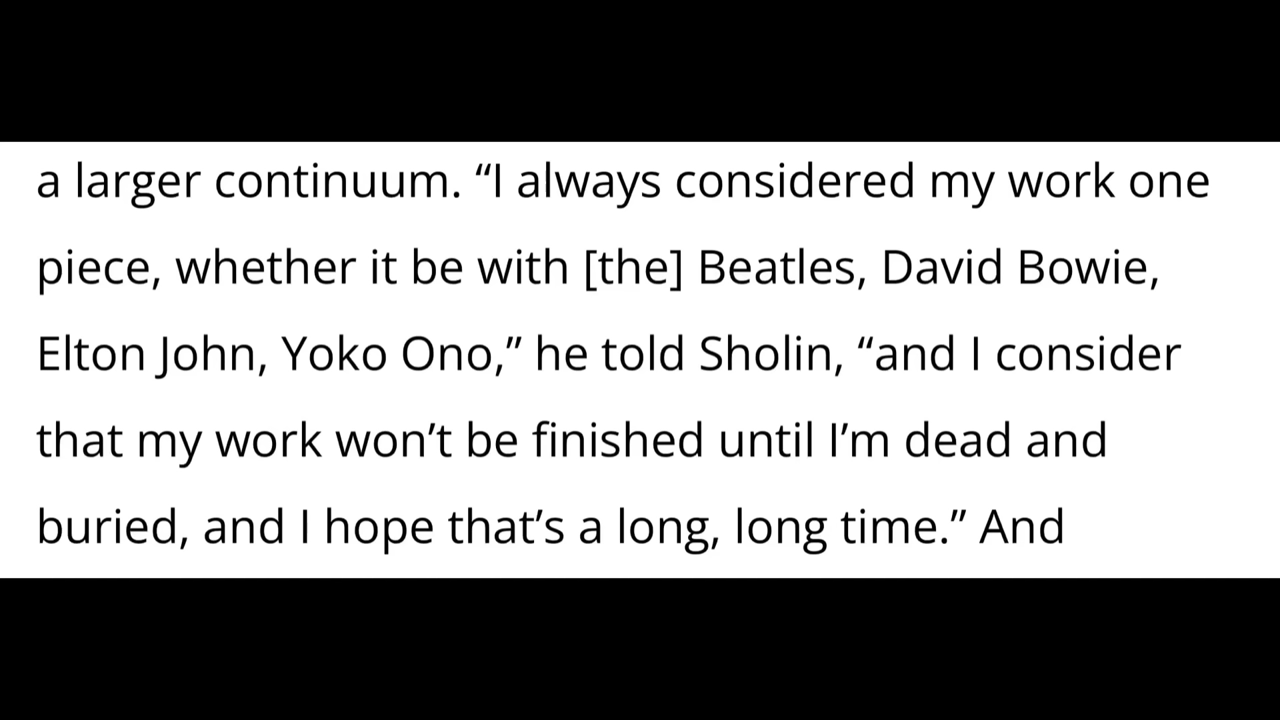 a larger continuum. “I always considered my work one
piece, whether it be with [the] Beatles, David Bowie,
Elton John, Yoko Ono,” he told Sholin, “and I consider
that my work won’t be finished until I’m dead and
buried, and I hope that’s a long, long time.” And